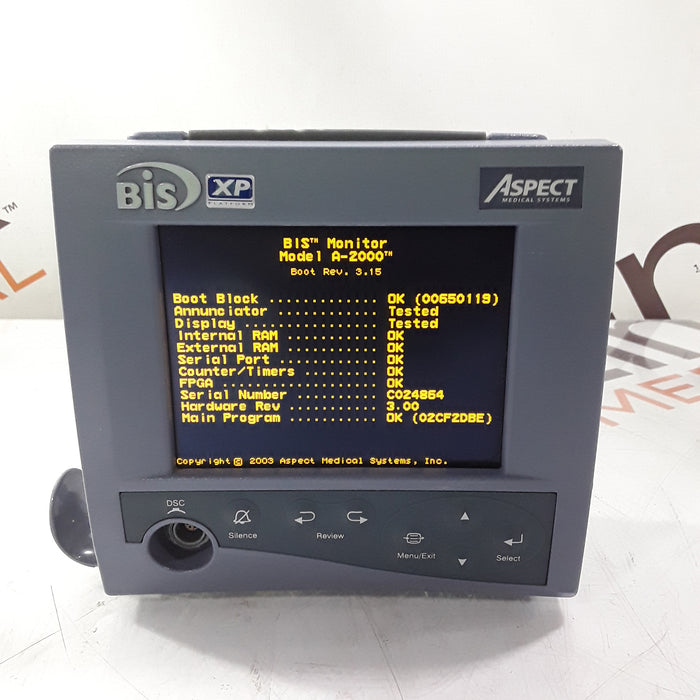 BIS XP
PLATFORM
ASPECT
MEDICAL SYSTEMS
BIS™ Monitor
Model A-2000™
Boot Rev. 3.15
Boot Block ............. OK (00650119)
Annunciator ............ Tested
Display ................ Tested
Internal RAM ........... OK
External RAM ........... OK
Serial Port ............ OK
Counter/Timers ......... OK
FPGA ................... OK
Serial Number .......... C024864
Hardware Rev ........... 3.00
Main Program ........... OK (02CF2DBE)
Copyright © 2003 Aspect Medical Systems, Inc.
DSC
Silence
Review
Menu/Exit
Select
TM